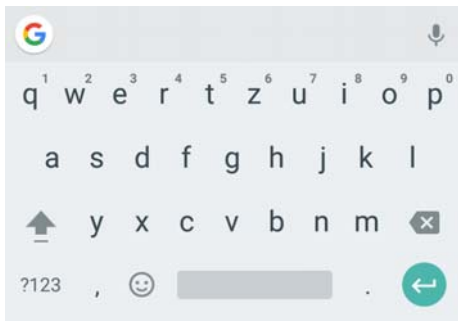 G
q1 w2 e3 r4 t5 z6 u7 i8 o9 p0
a s d f g h j k l
y x c v b n m
?123 , .